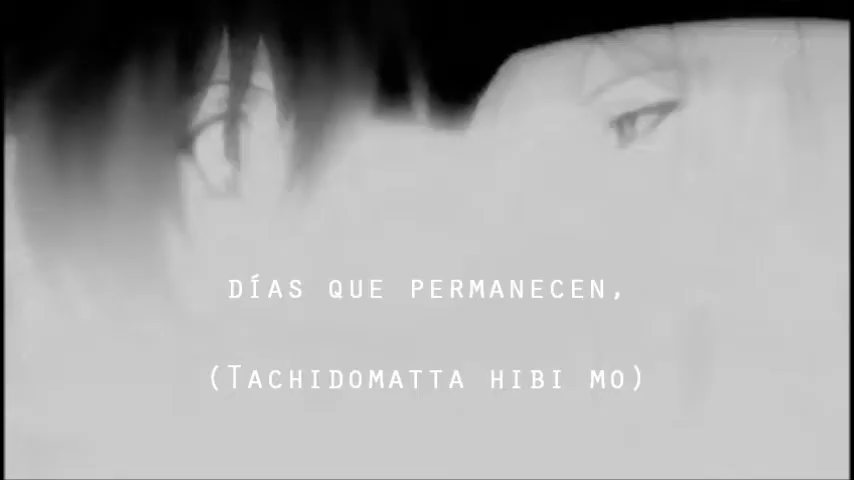 DÍAS QUE PERMANECEN,
(TACHIDOMATTA HIBI MO)